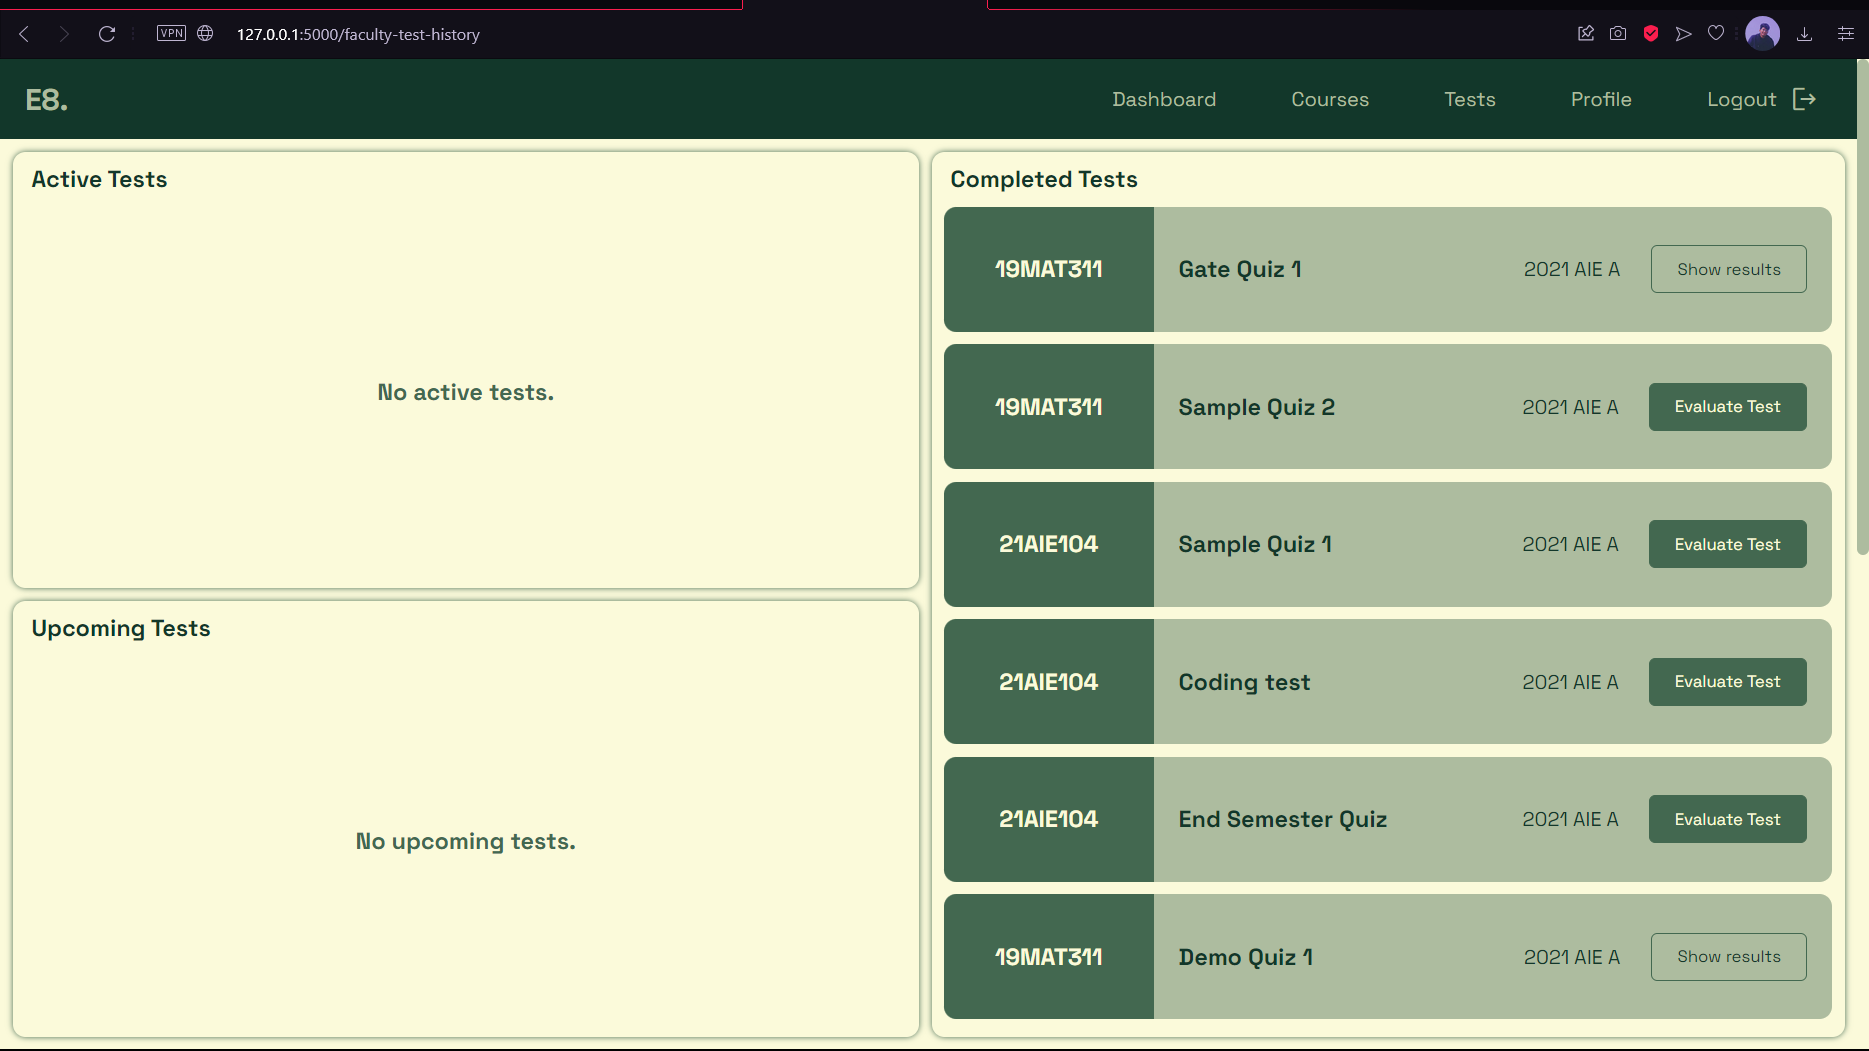 VPN
127.0.0.1:5000/faculty-test-history
E8.
Dashboard
Courses
Tests
Profile
Logout
Active Tests
No active tests.
Upcoming Tests
No upcoming tests.
Completed Tests
19MAT311 Gate Quiz 1 2021 AIE A Show results
19MAT311 Sample Quiz 2 2021 AIE A Evaluate Test
21AIE104 Sample Quiz 1 2021 AIE A Evaluate Test
21AIE104 Coding test 2021 AIE A Evaluate Test
21AIE104 End Semester Quiz 2021 AIE A Evaluate Test
19MAT311 Demo Quiz 1 2021 AIE A Show results